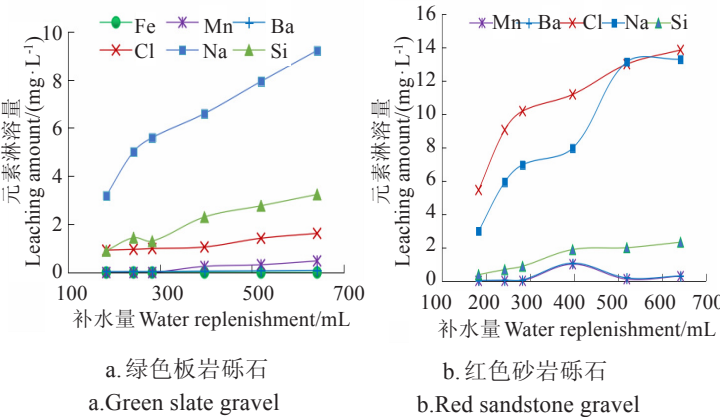 Fe Mn Ba
Cl Na Si
10
8
6
4
2
0
100 300 500 700
元素淋溶量
Leaching amount/(mg·L⁻¹)
补水量 Water replenishment/mL
a.绿色板岩砾石
a.Green slate gravel
Mn Ba Cl Na Si
16
14
12
10
8
6
4
2
0
100 200 300 400 500 600 700
元素淋溶量
Leaching amount/(mg·L⁻¹)
补水量 Water replenishment/mL
b.红色砂岩砾石
b.Red sandstone gravel